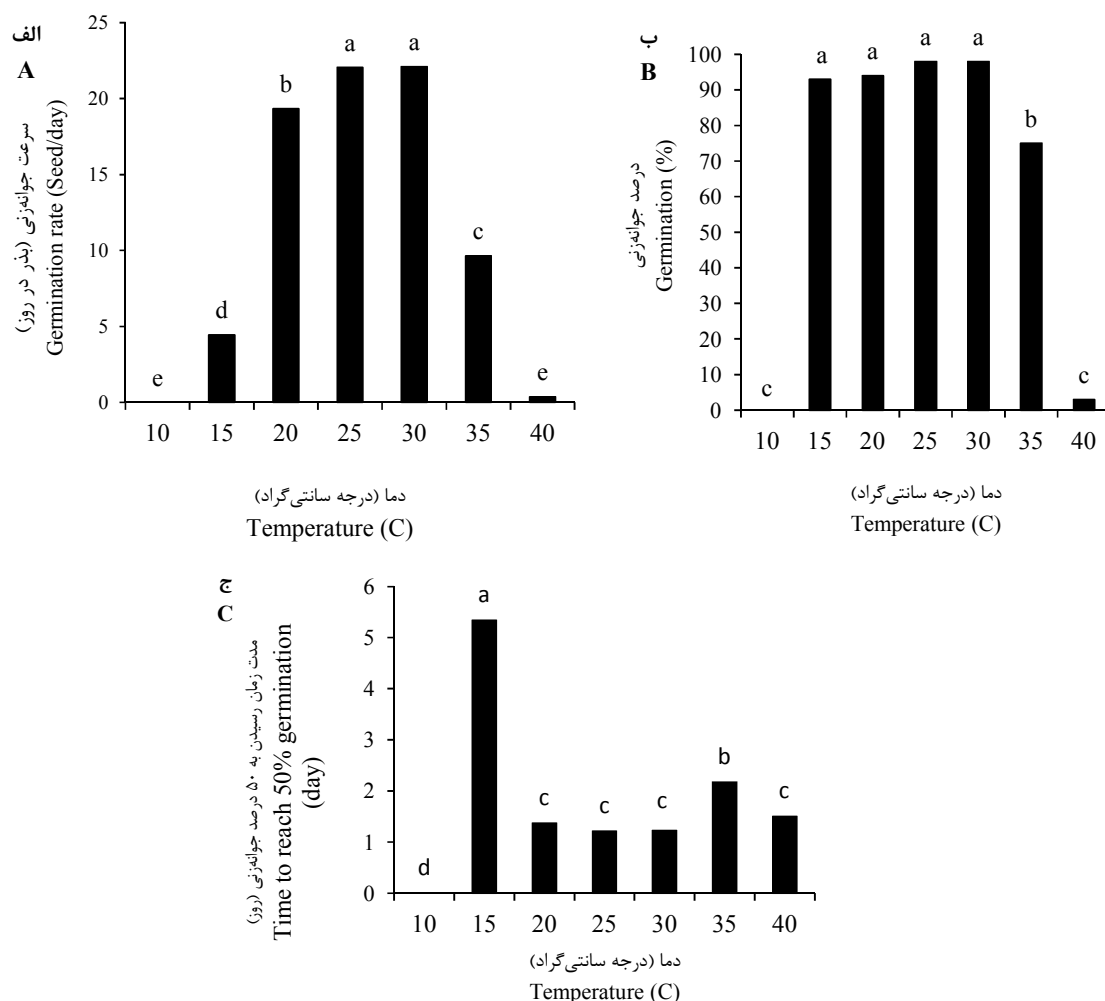 الف
A
سرعت جوانه‌زنی (بذر در روز)
Germination rate (Seed/day)
25
20
15
10
5
0
e
d
b
a
a
c
e
10 15 20 25 30 35 40
دما (درجه سانتی‌گراد)
Temperature (C)
ب
B
درصد جوانه‌زنی
Germination (%)
100
90
80
70
60
50
40
30
20
10
0
c
a
a
a
a
b
c
10 15 20 25 30 35 40
دما (درجه سانتی‌گراد)
Temperature (C)
ج
C
مدت زمان رسیدن به ۵۰ درصد جوانه‌زنی (روز)
Time to reach 50% germination
(day)
6
5
4
3
2
1
0
d
a
c
c
c
b
c
10 15 20 25 30 35 40
دما (درجه سانتی‌گراد)
Temperature (C)